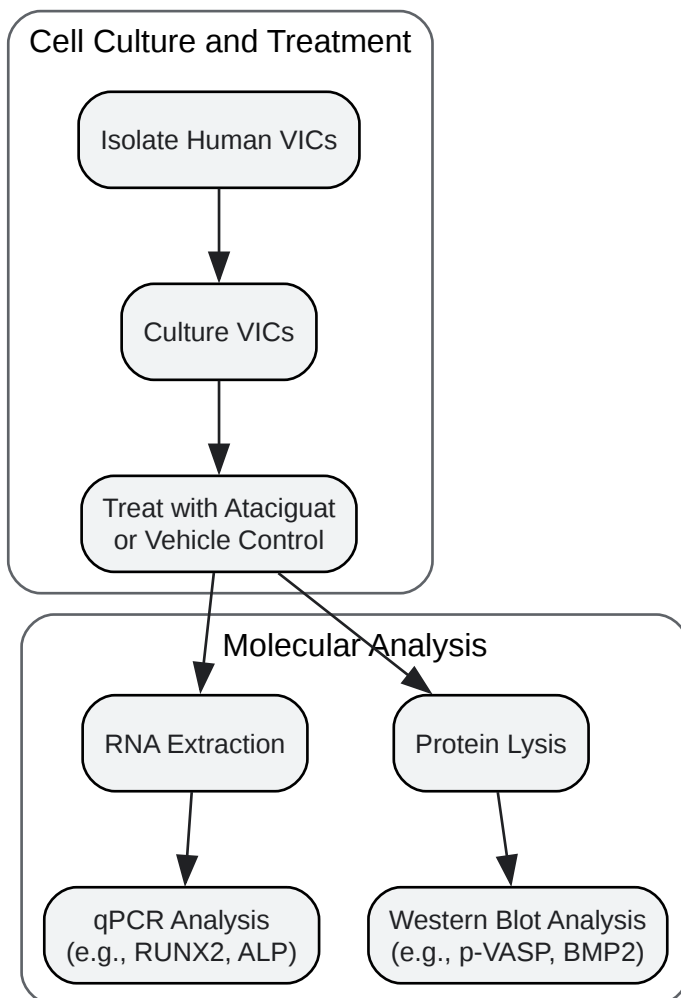 Cell Culture and Treatment
Isolate Human VICs
Culture VICs
Treat with Ataciguat
or Vehicle Control
Molecular Analysis
RNA Extraction
Protein Lysis
qPCR Analysis
(e.g., RUNX2, ALP)
Western Blot Analysis
(e.g., p-VASP, BMP2)